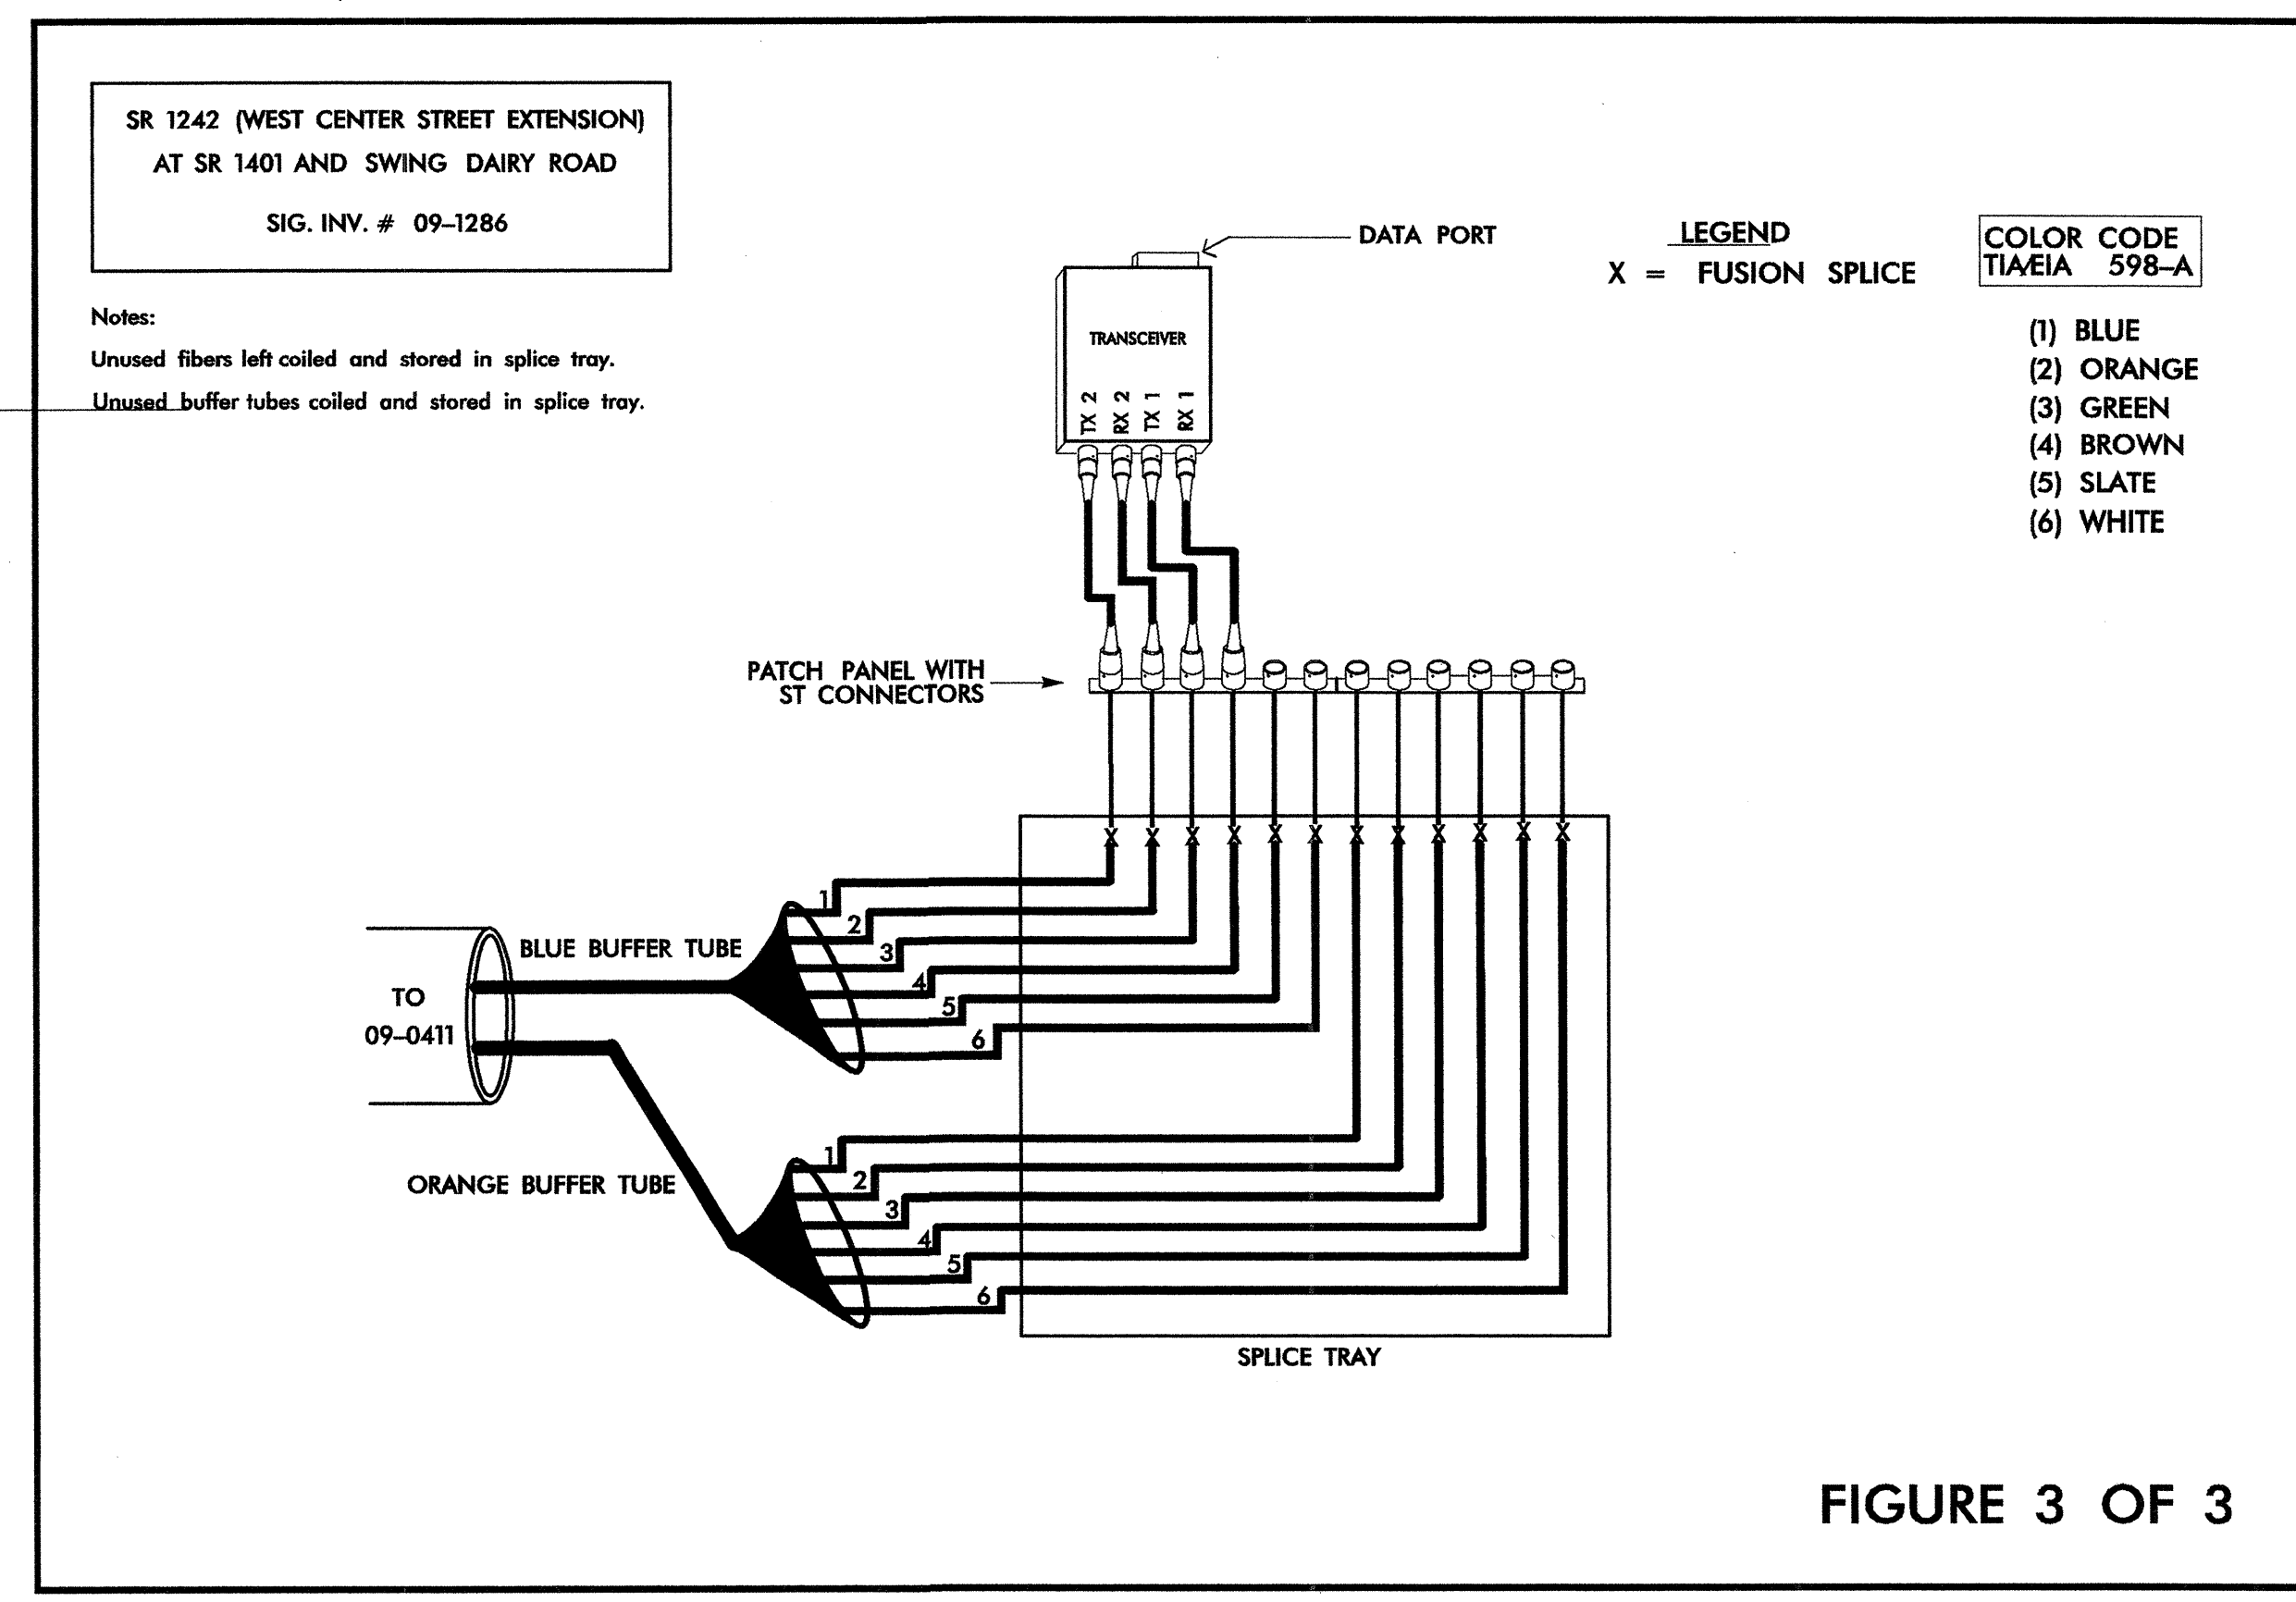 SR 1242 (WEST CENTER STREET EXTENSION)
AT SR 1401 AND SWING DAIRY ROAD
SIG. INV. # 09-1286
Notes:
Unused fibers left coiled and stored in splice tray.
Unused buffer tubes coiled and stored in splice tray.
DATA PORT
TRANSCEIVER
TX 2
RX 2
TX 1
RX 1
LEGEND
X = FUSION SPLICE
COLOR CODE
TIA/EIA 598-A
(1) BLUE
(2) ORANGE
(3) GREEN
(4) BROWN
(5) SLATE
(6) WHITE
PATCH PANEL WITH
ST CONNECTORS
X X X X X X X X X X X X
BLUE BUFFER TUBE
1
2
3
4
5
6
TO
09-0411
ORANGE BUFFER TUBE
1
2
3
4
5
6
SPLICE TRAY
FIGURE 3 OF 3